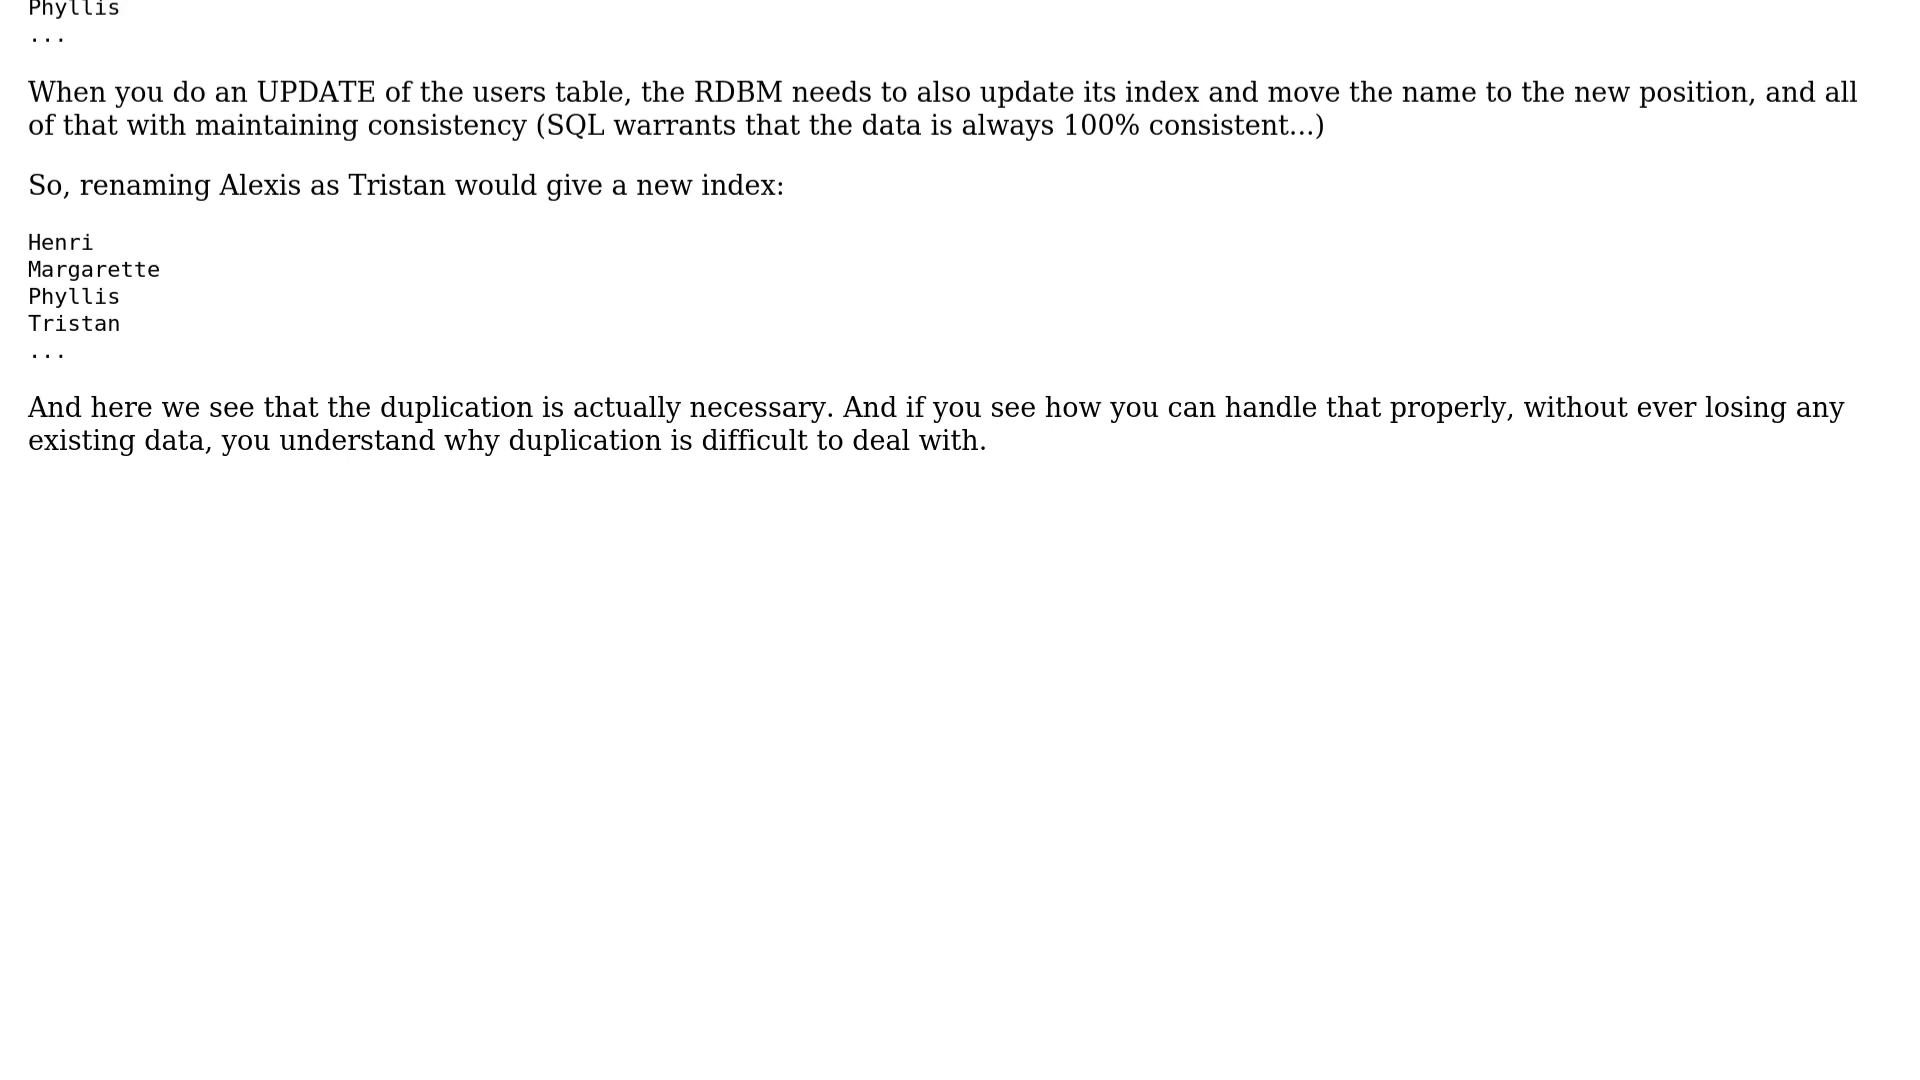 Phyllis
...
When you do an UPDATE of the users table, the RDBM needs to also update its index and move the name to the new position, and all
of that with maintaining consistency (SQL warrants that the data is always 100% consistent...)
So, renaming Alexis as Tristan would give a new index:
Henri
Margarette
Phyllis
Tristan
...
And here we see that the duplication is actually necessary. And if you see how you can handle that properly, without ever losing any
existing data, you understand why duplication is difficult to deal with.